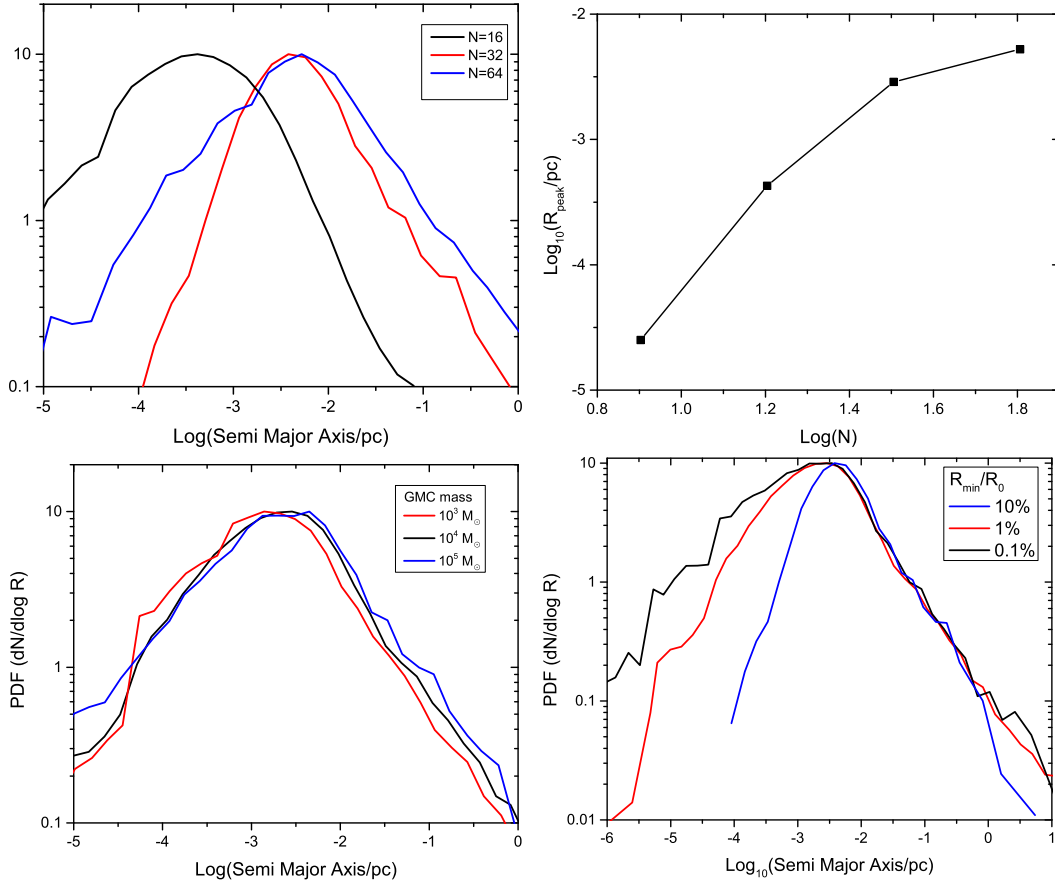 10
1
0.1
-5
-4
-3
-2
-1
0
Log(Semi Major Axis/pc)
N=16
N=32
N=64
Log₁₀(R_peak/pc)
-2
-3
-4
-5
0.8
1.0
1.2
1.4
1.6
1.8
Log(N)
PDF (dN/dlog R)
10
1
0.1
-5
-4
-3
-2
-1
0
Log(Semi Major Axis/pc)
GMC mass
10³ M☉
10⁴ M☉
10⁵ M☉
PDF (dN/dlog R)
10
1
0.1
0.01
-6
-5
-4
-3
-2
-1
0
1
Log₁₀(Semi Major Axis/pc)
R_min/R₀
10%
1%
0.1%